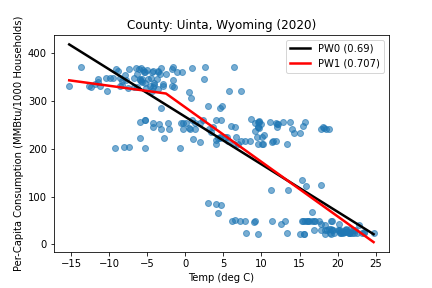 County: Uinta, Wyoming (2020)
Per-Capita Consumption (MMBtu/1000 Households)
400
300
200
100
0
PW0 (0.69)
PW1 (0.707)
−15 −10 −5 0 5 10 15 20 25
Temp (deg C)